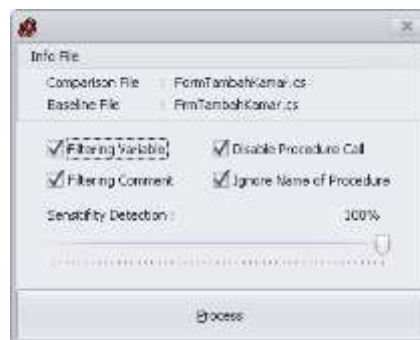 Info File
Comparison File : FormTambahKamar.cs
Baseline File : FrmTambahKamar.cs
Filtering Variable
Disable Procedure Call
Filtering Comment
Ignore Name of Procedure
Sensitifity Detection :
100%
Process